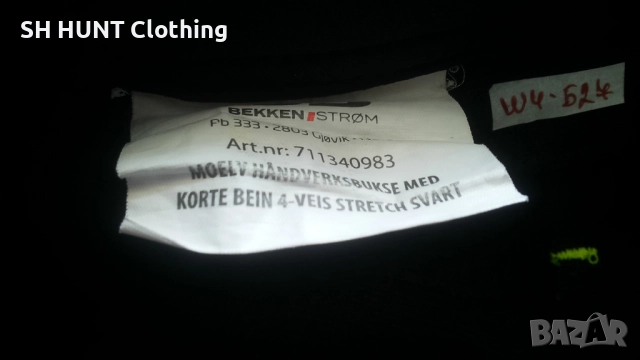 SH HUNT Clothing
BEKKEN STRØM
Pb 333 · 2803 Gjøvik
Art.nr: 711340983
MOELV HÅNDVERKSBUKSE MED
KORTE BEIN 4-VEIS STRETCH SVART
W4-524
BAZAR